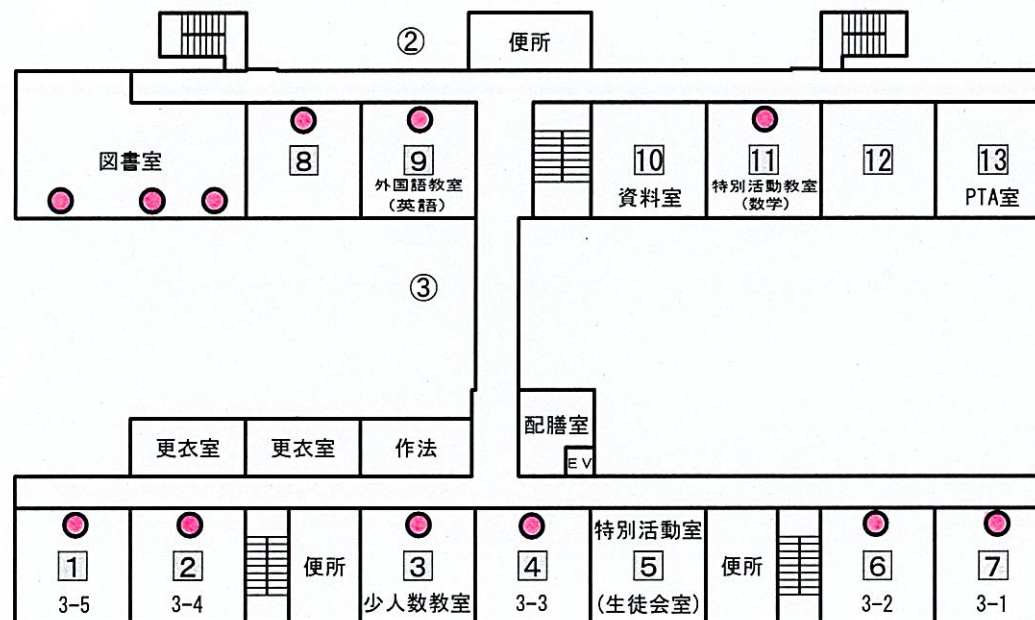 ②
便所
図書室
8
9
外国語教室
(英語)
10
資料室
11
特別活動教室
(数学)
12
13
PTA室
③
更衣室
更衣室
作法
配膳室
EV
1
3-5
2
3-4
便所
3
少人数教室
4
3-3
特別活動室
5
(生徒会室)
便所
6
3-2
7
3-1